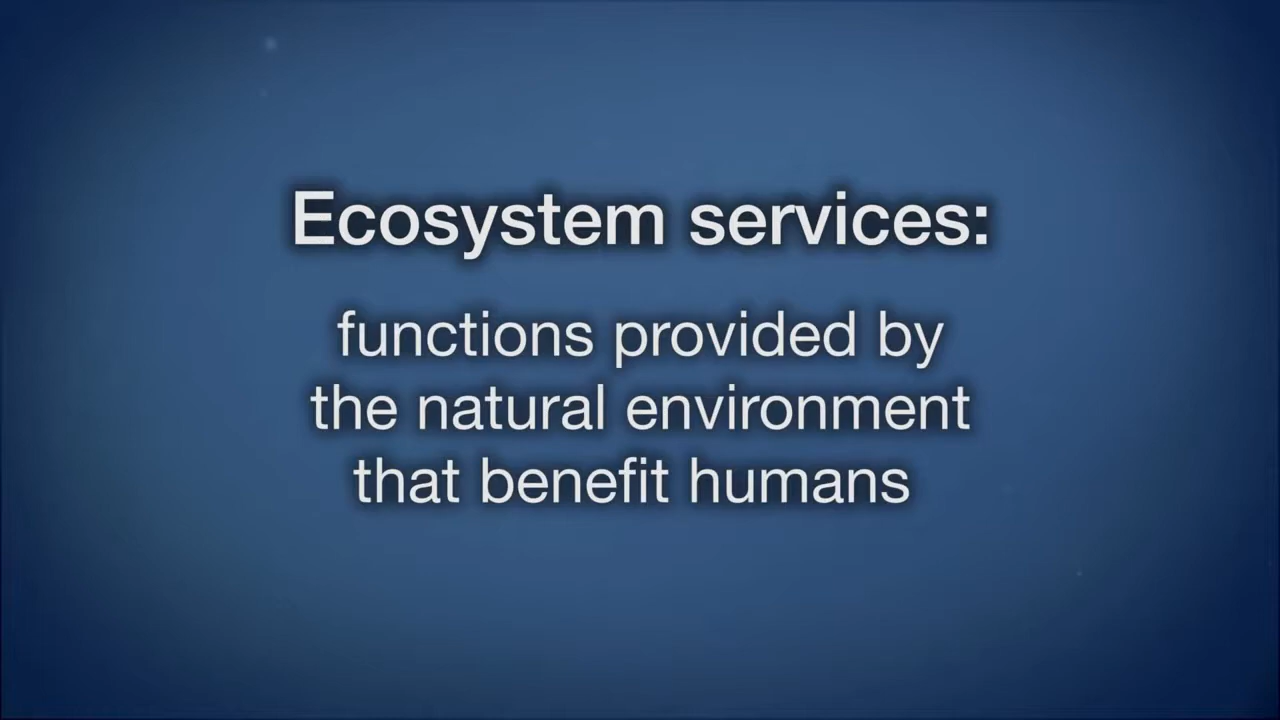 Ecosystem services:
functions provided by
the natural environment
that benefit humans